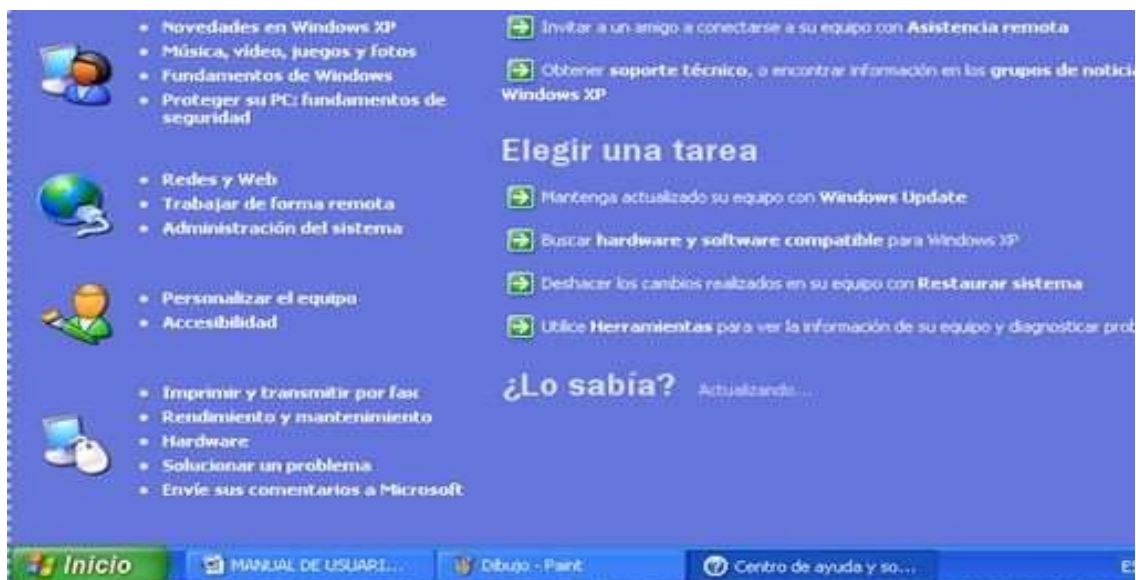 Novedades en Windows XP
Música, vídeo, juegos y fotos
Fundamentos de Windows
Proteger su PC: fundamentos de
seguridad
Redes y Web
Trabajar de forma remota
Administración del sistema
Personalizar el equipo
Accesibilidad
Imprimir y transmitir por fax
Rendimiento y mantenimiento
Hardware
Solucionar un problema
Envíe sus comentarios a Microsoft
Invitar a un amigo a conectarse a su equipo con Asistencia remota
Obtener soporte técnico, o encontrar información en los grupos de noticia
Windows XP
Elegir una tarea
Mantenga actualizado su equipo con Windows Update
Buscar hardware y software compatible para Windows XP
Deshacer los cambios realizados en su equipo con Restaurar sistema
Utilice Herramientas para ver la información de su equipo y diagnosticar prob
¿Lo sabía? Actualizando...
Inicio
MANUAL DE USUARI...
Dibujo - Paint
Centro de ayuda y so...
ES